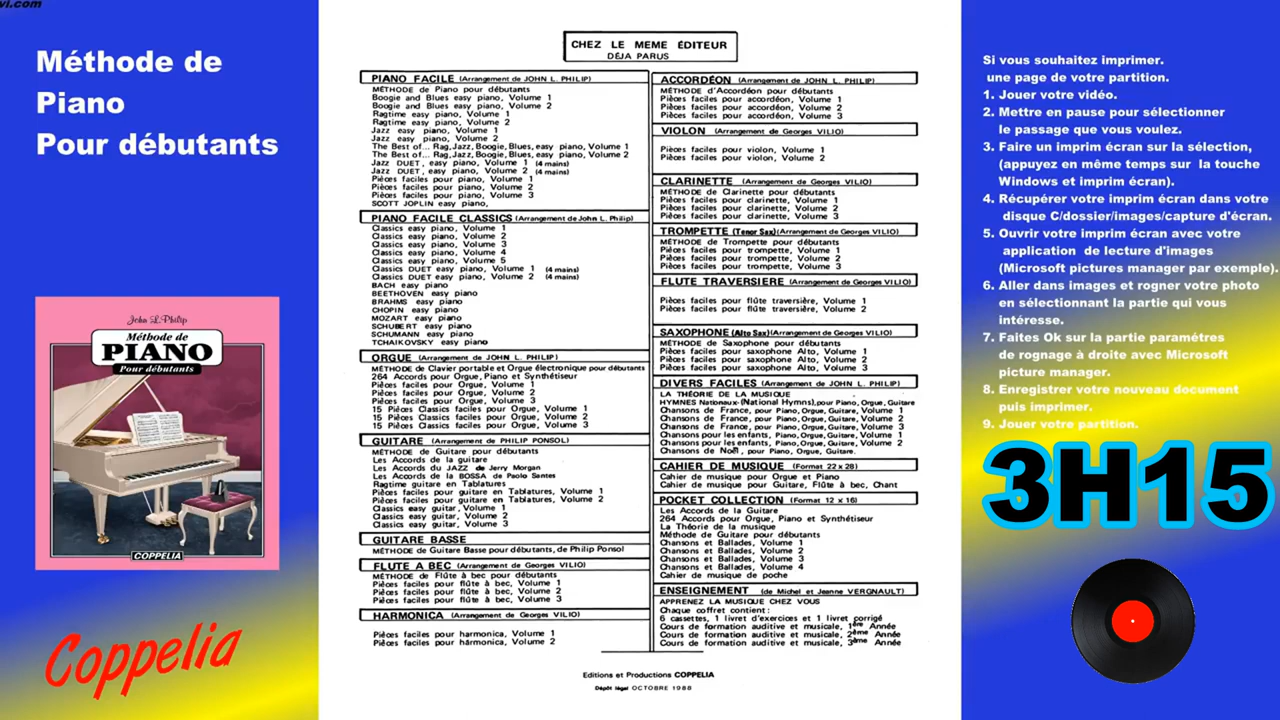 vi.com
Méthode de
Piano
Pour débutants
John L. Philip
Méthode de
PIANO
Pour débutants
COPPELIA
Coppelia
CHEZ LE MEME ÉDITEUR
DÉJA PARUS
PIANO FACILE (Arrangement de JOHN L. PHILIP)
MÉTHODE de Piano pour débutants
Boogie and Blues easy piano, Volume 1
Boogie and Blues easy piano, Volume 2
Ragtime easy piano, Volume 1
Ragtime easy piano, Volume 2
Jazz easy piano, Volume 1
Jazz easy piano, Volume 2
The Best of... Rag, Jazz, Boogie, Blues, easy piano, Volume 1
The Best of... Rag, Jazz, Boogie, Blues, easy piano, Volume 2
Jazz DUET, easy piano, Volume 1 (4 mains)
Jazz DUET, easy piano, Volume 2 (4 mains)
Pièces faciles pour piano, Volume 1
Pièces faciles pour piano, Volume 2
Pièces faciles pour piano, Volume 3
SCOTT JOPLIN easy piano,
PIANO FACILE CLASSICS (Arrangement de John L. Philip)
Classics easy piano, Volume 1
Classics easy piano, Volume 2
Classics easy piano, Volume 3
Classics easy piano, Volume 4
Classics easy piano, Volume 5
Classics DUET easy piano, Volume 1 (4 mains)
Classics DUET easy piano, Volume 2 (4 mains)
BACH easy piano
BEETHOVEN easy piano
BRAHMS easy piano
CHOPIN easy piano
MOZART easy piano
SCHUBERT easy piano
SCHUMANN easy piano
TCHAIKOVSKY easy piano
ORGUE (Arrangement de JOHN L. PHILIP)
MÉTHODE de Clavier portable et Orgue électronique pour débutants
264 Accords pour Orgue, Piano et Synthétiseur
Pièces faciles pour Orgue, Volume 1
Pièces faciles pour Orgue, Volume 2
Pièces faciles pour Orgue, Volume 3
15 Pièces Classics faciles pour Orgue, Volume 1
15 Pièces Classics faciles pour Orgue, Volume 2
15 Pièces Classics faciles pour Orgue, Volume 3
GUITARE (Arrangement de PHILIP PONSOL)
MÉTHODE de Guitare pour débutants
Les Accords de la guitare
Les Accords du JAZZ de Jerry Morgan
Les Accords de la BOSSA de Paolo Santes
Ragtime guitare en Tablatures
Pièces faciles pour guitare en Tablatures, Volume 1
Pièces faciles pour guitare en Tablatures, Volume 2
Classics easy guitar, Volume 1
Classics easy guitar, Volume 2
Classics easy guitar, Volume 3
GUITARE BASSE
MÉTHODE de Guitare Basse pour débutants, de Philip Ponsol
FLUTE A BEC (Arrangement de Georges VILIO)
MÉTHODE de Flûte à bec pour débutants
Pièces faciles pour flûte à bec, Volume 1
Pièces faciles pour flûte à bec, Volume 2
Pièces faciles pour flûte à bec, Volume 3
HARMONICA (Arrangement de Georges VILIO)
Pièces faciles pour harmonica, Volume 1
Pièces faciles pour harmonica, Volume 2
ACCORDÉON (Arrangement de JOHN L. PHILIP)
MÉTHODE d'Accordéon pour débutants
Pièces faciles pour accordéon, Volume 1
Pièces faciles pour accordéon, Volume 2
Pièces faciles pour accordéon, Volume 3
VIOLON (Arrangement de Georges VILIO)
Pièces faciles pour violon, Volume 1
Pièces faciles pour violon, Volume 2
CLARINETTE (Arrangement de Georges VILIO)
MÉTHODE de Clarinette pour débutants
Pièces faciles pour clarinette, Volume 1
Pièces faciles pour clarinette, Volume 2
Pièces faciles pour clarinette, Volume 3
TROMPETTE (Tenor Sax) (Arrangement de Georges VILIO)
MÉTHODE de Trompette pour débutants
Pièces faciles pour trompette, Volume 1
Pièces faciles pour trompette, Volume 2
Pièces faciles pour trompette, Volume 3
FLUTE TRAVERSIERE (Arrangement de Georges VILIO)
Pièces faciles pour flûte traversière, Volume 1
Pièces faciles pour flûte traversière, Volume 2
SAXOPHONE (Alto Sax) (Arrangement de Georges VILIO)
MÉTHODE de Saxophone pour débutants
Pièces faciles pour saxophone Alto, Volume 1
Pièces faciles pour saxophone Alto, Volume 2
Pièces faciles pour saxophone Alto, Volume 3
DIVERS FACILES (Arrangement de JOHN L. PHILIP)
LA THÉORIE DE LA MUSIQUE
HYMNES Nationaux-(National Hymns), pour Piano, Orgue, Guitare
Chansons de France, pour Piano, Orgue, Guitare, Volume 1
Chansons de France, pour Piano, Orgue, Guitare, Volume 2
Chansons de France, pour Piano, Orgue, Guitare, Volume 3
Chansons pour les enfants, Piano, Orgue, Guitare, Volume 1
Chansons pour les enfants, Piano, Orgue, Guitare, Volume 2
Chansons de Noël, pour Piano, Orgue, Guitare.
CAHIER DE MUSIQUE (Format 22 x 28)
Cahier de musique pour Orgue et Piano
Cahier de musique pour Guitare, Flûte à bec, Chant
POCKET COLLECTION (Format 12 x 16)
Les Accords de la Guitare
264 Accords pour Orgue, Piano et Synthétiseur
La Théorie de la musique
Méthode de Guitare pour débutants
Chansons et Ballades, Volume 1
Chansons et Ballades, Volume 2
Chansons et Ballades, Volume 3
Chansons et Ballades, Volume 4
Cahier de musique de poche
ENSEIGNEMENT (de Michel et Jeanne VERGNAULT)
APPRENEZ LA MUSIQUE CHEZ VOUS
Chaque coffret contient :
6 cassettes, 1 livret d'exercices et 1 livret corrigé
Cours de formation auditive et musicale, 1ère Année
Cours de formation auditive et musicale, 2ème Année
Cours de formation auditive et musicale, 3ème Année
Editions et Productions COPPELIA
Dépôt légal OCTOBRE 1988
Si vous souhaitez imprimer.
une page de votre partition.
1. Jouer votre vidéo.
2. Mettre en pause pour sélectionner
le passage que vous voulez.
3. Faire un imprim écran sur la sélection,
(appuyez en même temps sur la touche
Windows et imprim écran).
4. Récupérer votre imprim écran dans votre
disque C/dossier/images/capture d'écran.
5. Ouvrir votre imprim écran avec votre
application de lecture d'images
(Microsoft pictures manager par exemple).
6. Aller dans images et rogner votre photo
en sélectionnant la partie qui vous
intéresse.
7. Faites Ok sur la partie paramétres
de rognage à droite avec Microsoft
picture manager.
8. Enregistrer votre nouveau document
puis imprimer.
9. Jouer votre partition.
3H15